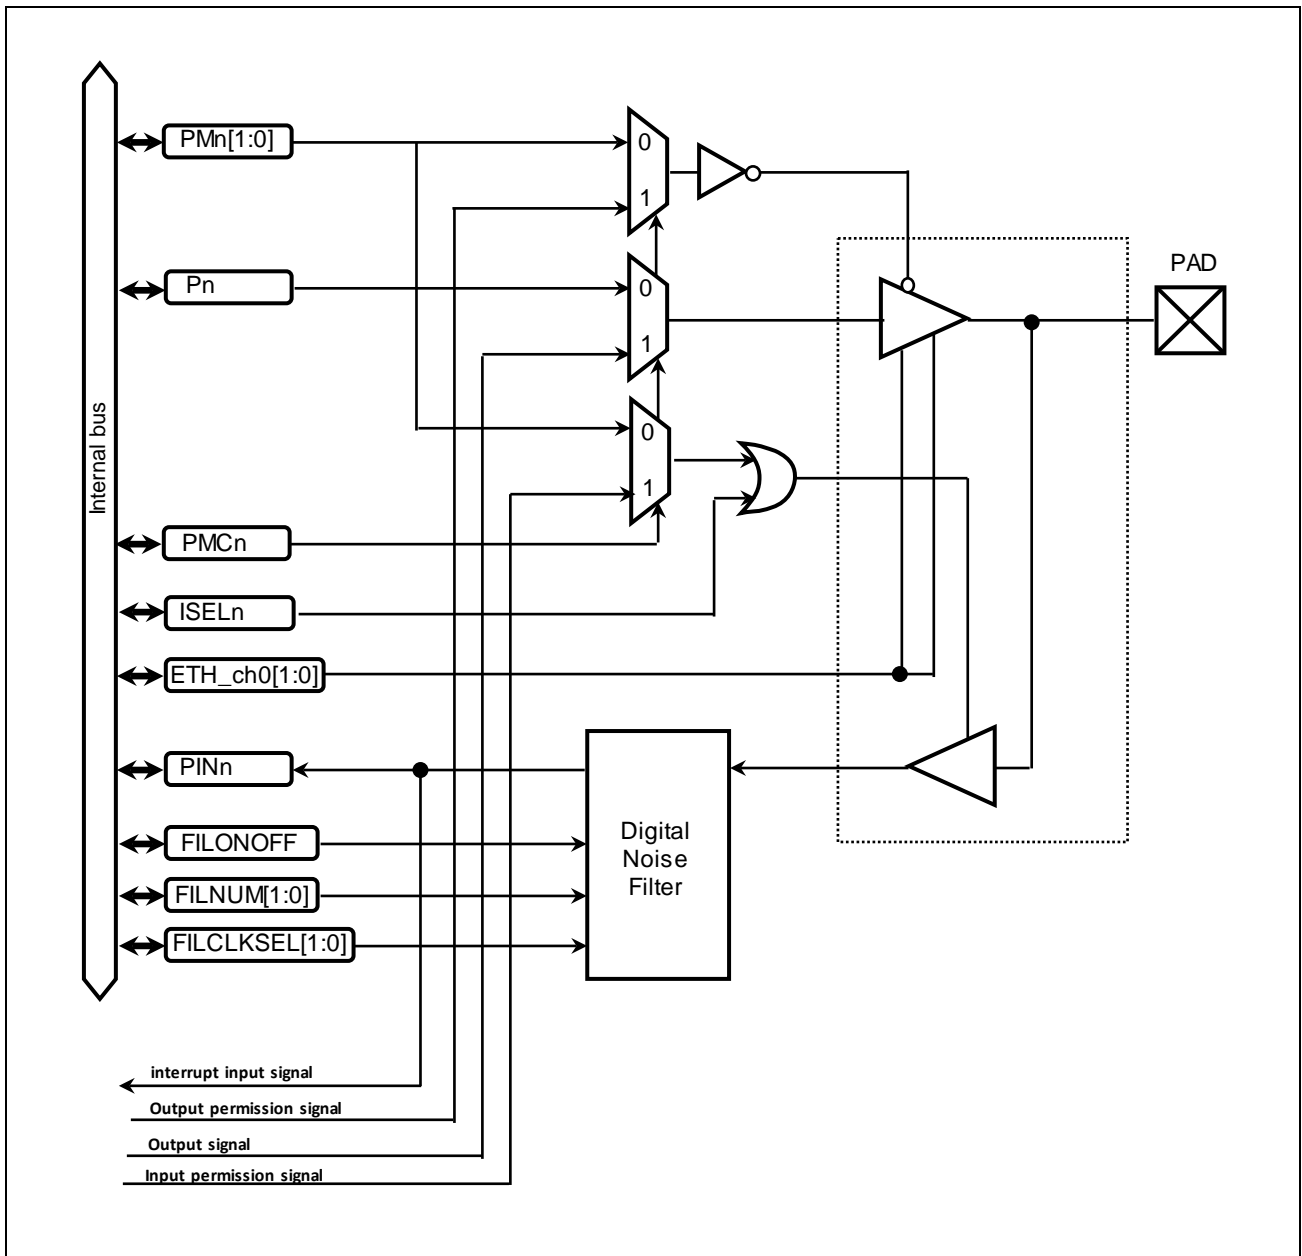 PMn[1:0]
0
1
Pn
0
1
PAD
Internal bus
0
1
PMCn
ISELn
ETH_ch0[1:0]
PINn
Digital
Noise
Filter
FILONOFF
FILNUM[1:0]
FILCLKSEL[1:0]
interrupt input signal
Output permission signal
Output signal
Input permission signal